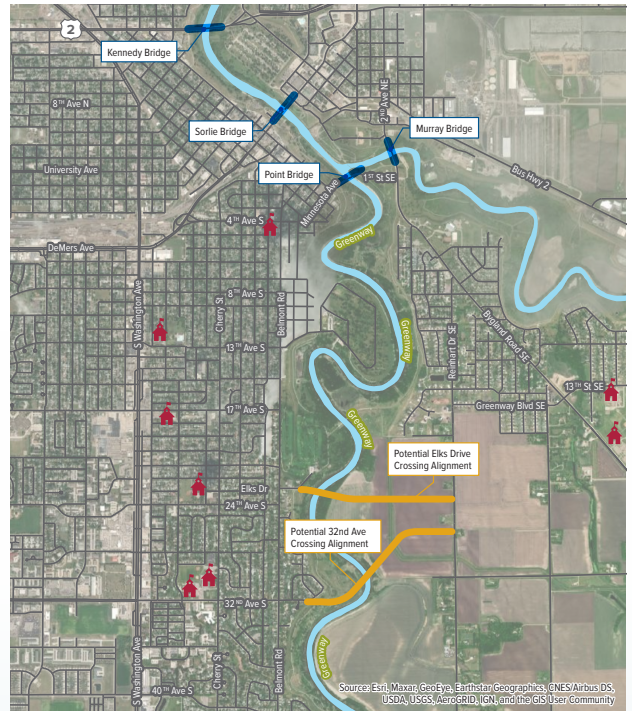 2
Kennedy Bridge
8TH Ave N
Sorlie Bridge
2ND Ave NE
Murray Bridge
University Ave
Point Bridge
1ST St SE
Bus Hwy 2
Minnesota Ave
4TH Ave S
Greenway
DeMers Ave
S Washington Ave
Cherry St
8TH Ave S
Belmont Rd
Greenway
Reinhart Dr SE
Bygland Road SE
13TH Ave S
13TH St SE
17TH Ave S
Greenway
Greenway Blvd SE
Potential Elks Drive
Crossing Alignment
Elks Dr
24TH Ave S
Potential 32nd Ave
Crossing Alignment
32ND Ave S
S Washington Ave
Cherry St
Belmont Rd
Greenway
40TH Ave S
Source: Esri, Maxar, GeoEye, Earthstar Geographics, CNES/Airbus DS,
USDA, USGS, AeroGRID, IGN, and the GIS User Community